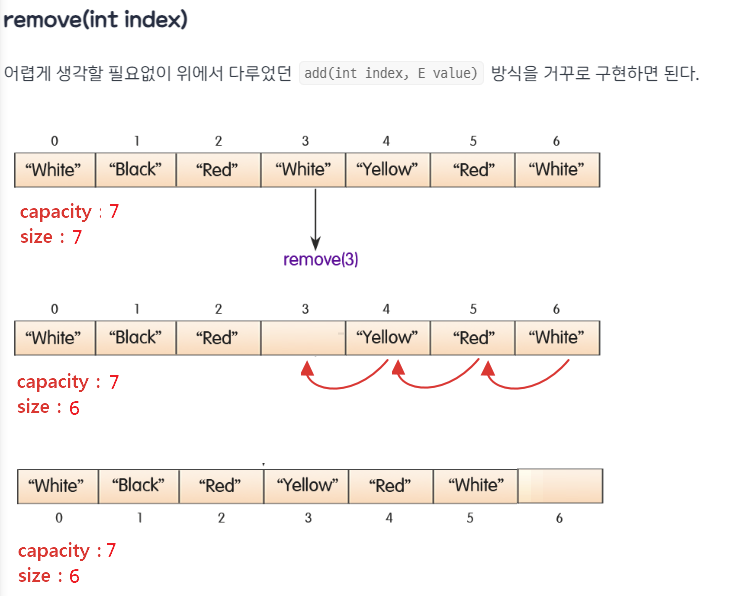 remove(int index)
어렵게 생각할 필요없이 위에서 다루었던 add(int index, E value) 방식을 거꾸로 구현하면 된다.
0 1 2 3 4 5 6
“White” “Black” “Red” “White” “Yellow” “Red” “White”
capacity : 7
size : 7
remove(3)
0 1 2 3 4 5 6
“White” “Black” “Red” “Yellow” “Red” “White”
capacity : 7
size : 6
“White” “Black” “Red” “Yellow” “Red” “White”
0 1 2 3 4 5 6
capacity : 7
size : 6